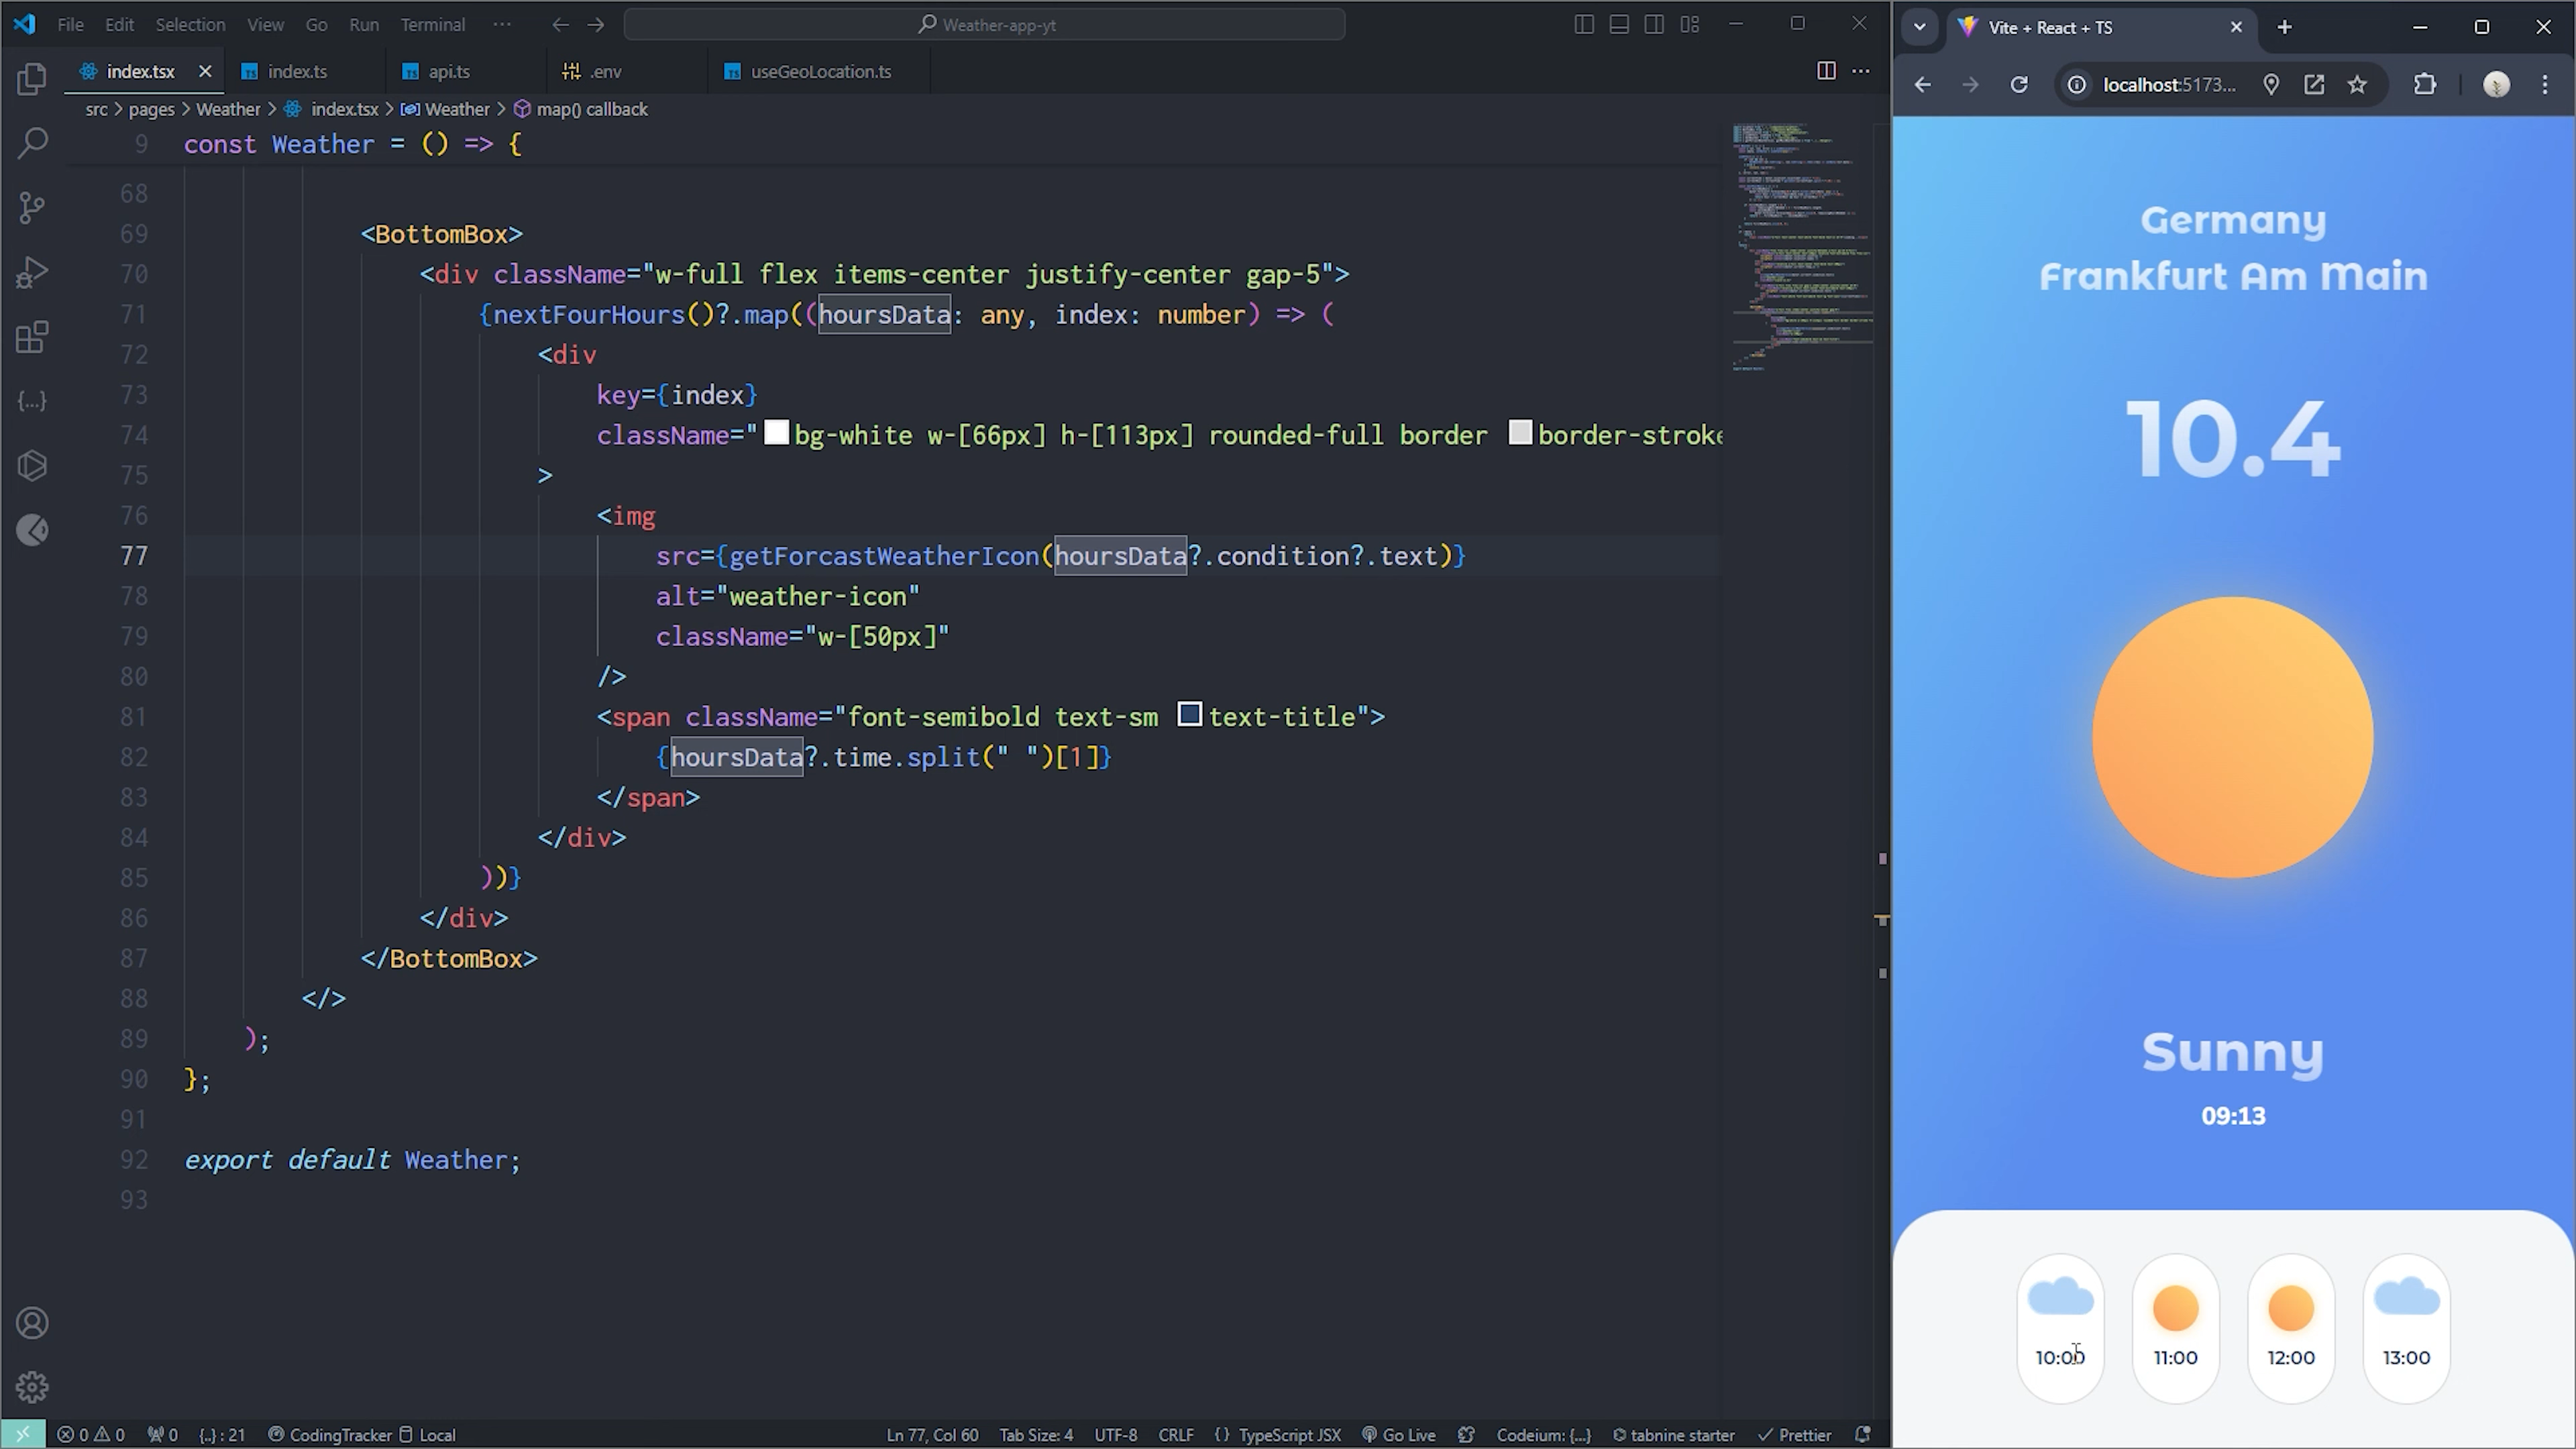 File Edit Selection View Go Run Terminal ··· Weather-app-yt
index.tsx index.ts api.ts .env useGeoLocation.ts
src > pages > Weather > index.tsx > Weather > map() callback
9 const Weather = () => {
68
69 <BottomBox>
70 <div className="w-full flex items-center justify-center gap-5">
71 {nextFourHours()?.map((hoursData: any, index: number) => (
72 <div
73 key={index}
74 className="bg-white w-[66px] h-[113px] rounded-full border border-stroke
75 >
76 <img
77 src={getForcastWeatherIcon(hoursData?.condition?.text)}
78 alt="weather-icon"
79 className="w-[50px]"
80 />
81 <span className="font-semibold text-sm text-title">
82 {hoursData?.time.split(" ")[1]}
83 </span>
84 </div>
85 ))}
86 </div>
87 </BottomBox>
88 </>
89 );
90 };
91
92 export default Weather;
93
0 0 0 {..} : 21 CodingTracker Local Ln 77, Col 60 Tab Size: 4 UTF-8 CRLF {} TypeScript JSX Go Live Codeium: {...} tabnine starter Prettier
Vite + React + TS
localhost:5173...
Germany
Frankfurt Am Main
10.4
Sunny
09:13
10:00 11:00 12:00 13:00